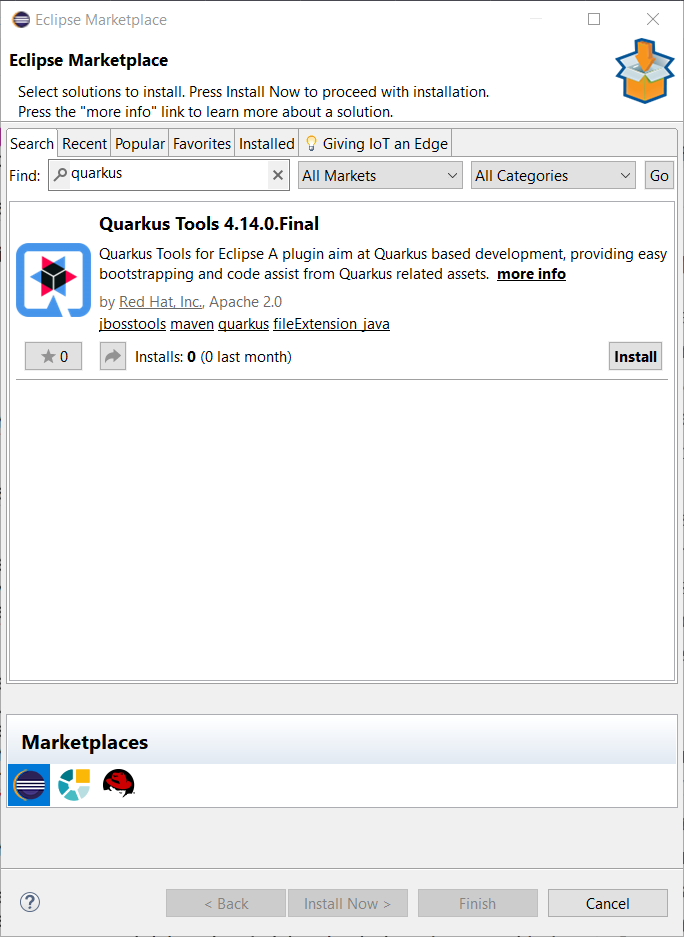 Eclipse Marketplace
Eclipse Marketplace
Select solutions to install. Press Install Now to proceed with installation.
Press the "more info" link to learn more about a solution.
Search Recent Popular Favorites Installed Giving IoT an Edge
Find: quarkus All Markets All Categories Go
Quarkus Tools 4.14.0.Final
Quarkus Tools for Eclipse A plugin aim at Quarkus based development, providing easy
bootstrapping and code assist from Quarkus related assets. more info
by Red Hat, Inc., Apache 2.0
jbosstools maven quarkus fileExtension_java
0 Installs: 0 (0 last month) Install
Marketplaces
? < Back Install Now > Finish Cancel